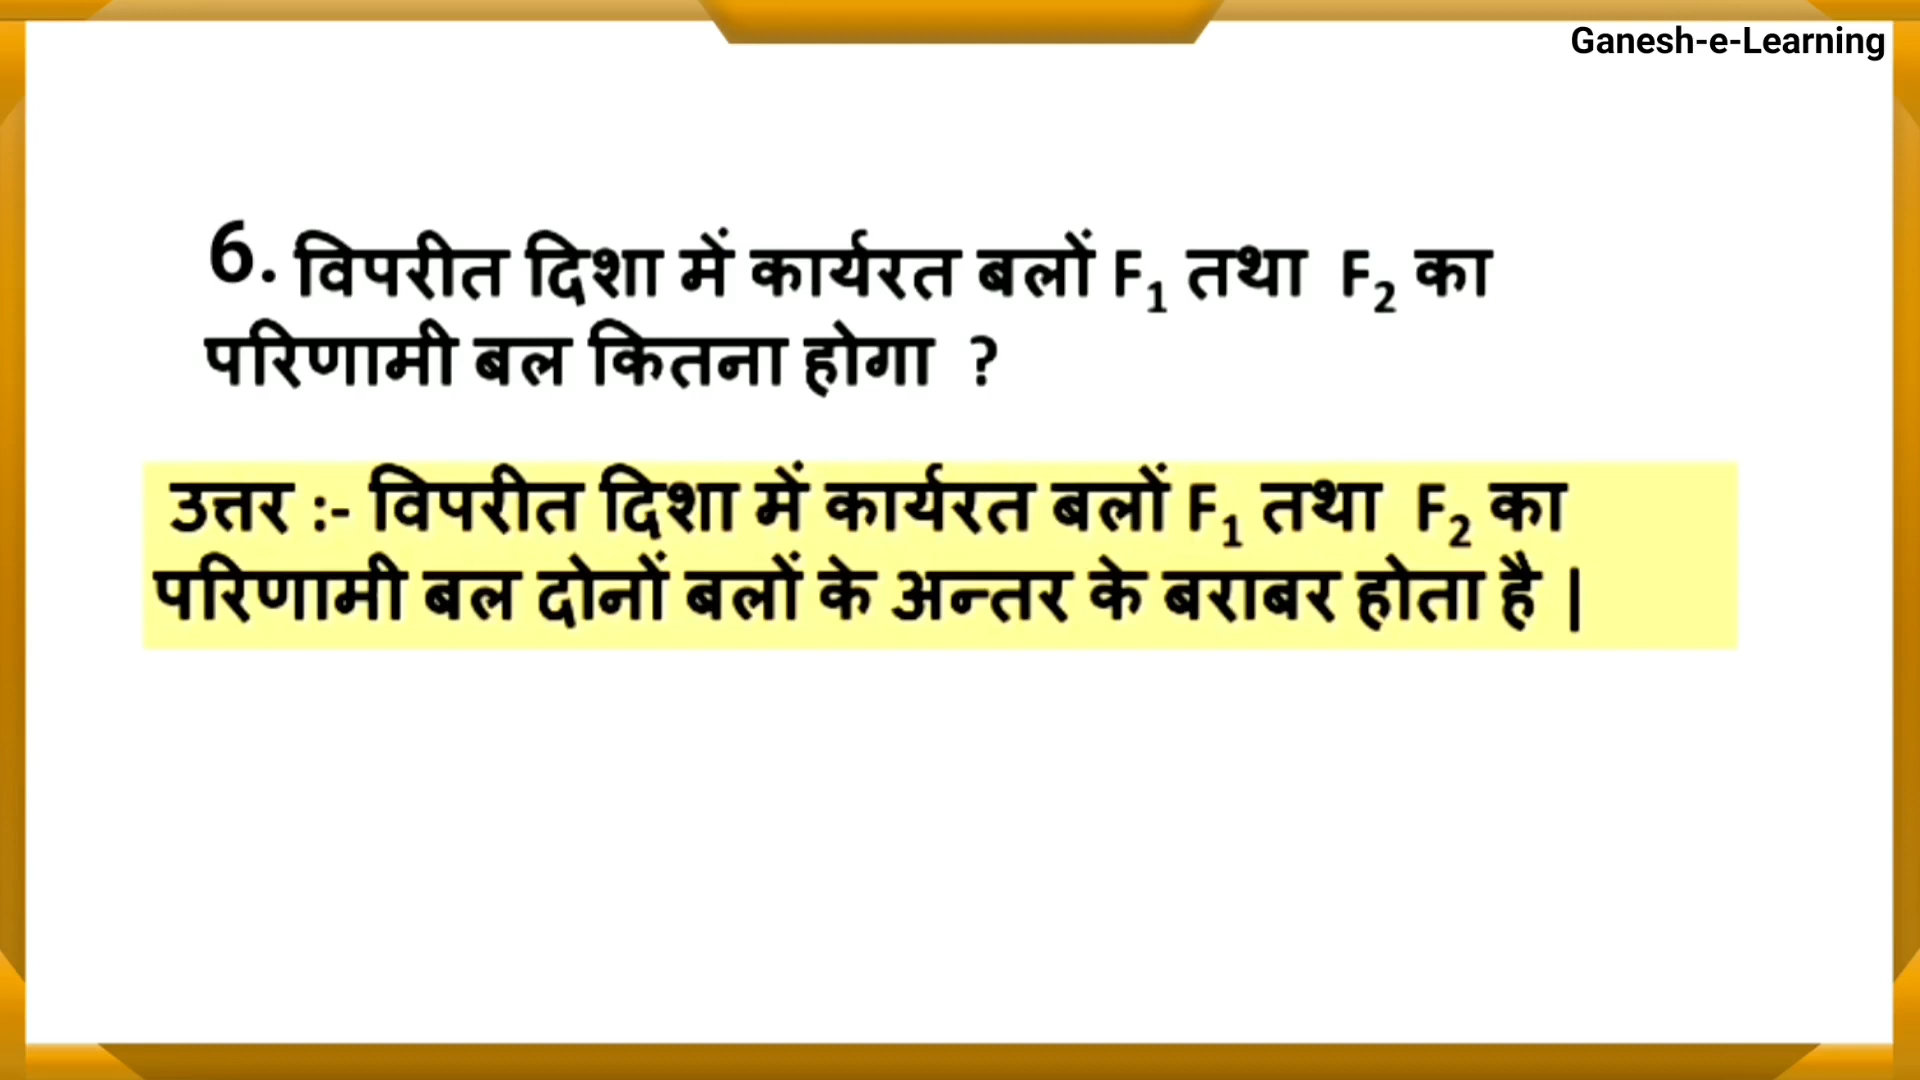 Ganesh-e-Learning
6. विपरीत दिशा में कार्यरत बलों F₁ तथा F₂ का
परिणामी बल कितना होगा ?
उत्तर :- विपरीत दिशा में कार्यरत बलों F₁ तथा F₂ का
परिणामी बल दोनों बलों के अन्तर के बराबर होता है |